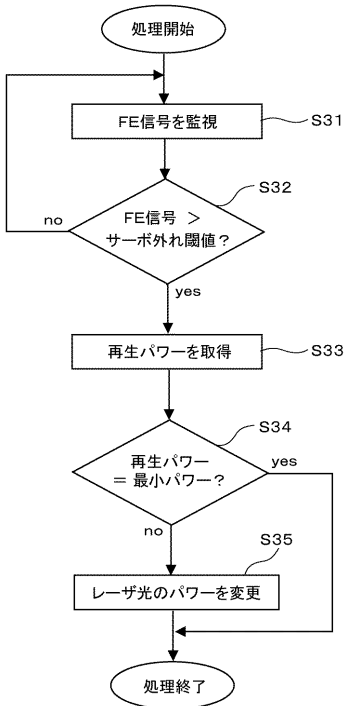 処理開始
FE信号を監視
S31
S32
FE信号 ＞
サーボ外れ閾値？
no
yes
再生パワーを取得
S33
S34
再生パワー
＝ 最小パワー？
yes
no
S35
レーザ光のパワーを変更
処理終了